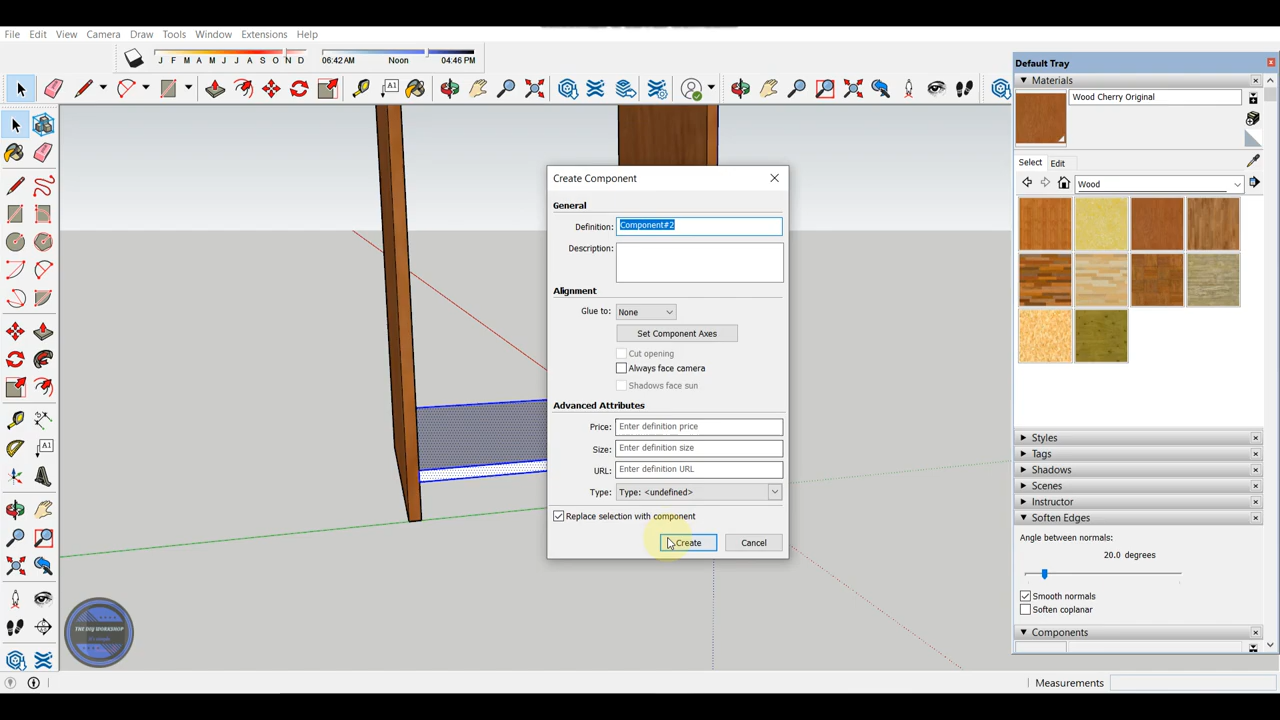 File Edit View Camera Draw Tools Window Extensions Help
J F M A M J J A S O N D 06:42 AM Noon 04:46 PM
Default Tray
Materials
Wood Cherry Original
Select Edit
Wood
Create Component
General
Definition: Component#2
Description:
Alignment
Glue to: None
Set Component Axes
Cut opening
Always face camera
Shadows face sun
Advanced Attributes
Price: Enter definition price
Size: Enter definition size
URL: Enter definition URL
Type: Type: <undefined>
Replace selection with component
Create Cancel
Styles
Tags
Shadows
Scenes
Instructor
Soften Edges
Angle between normals:
20.0 degrees
Smooth normals
Soften coplanar
Components
THE DIY WORKSHOP
Measurements